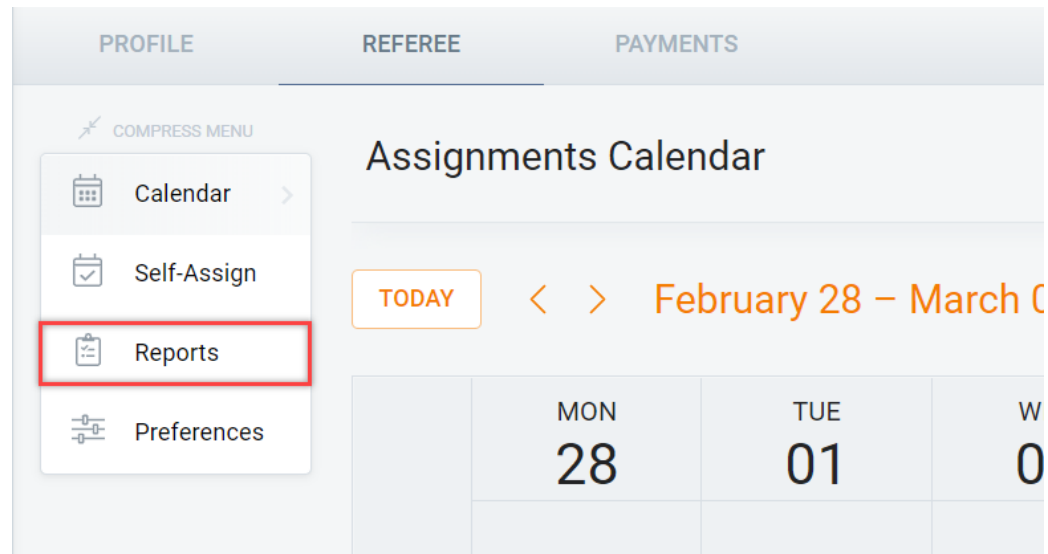 PROFILE REFEREE PAYMENTS
COMPRESS MENU
Assignments Calendar
Calendar
Self-Assign
Reports
Preferences
TODAY < > February 28 – March
MON TUE
28 01